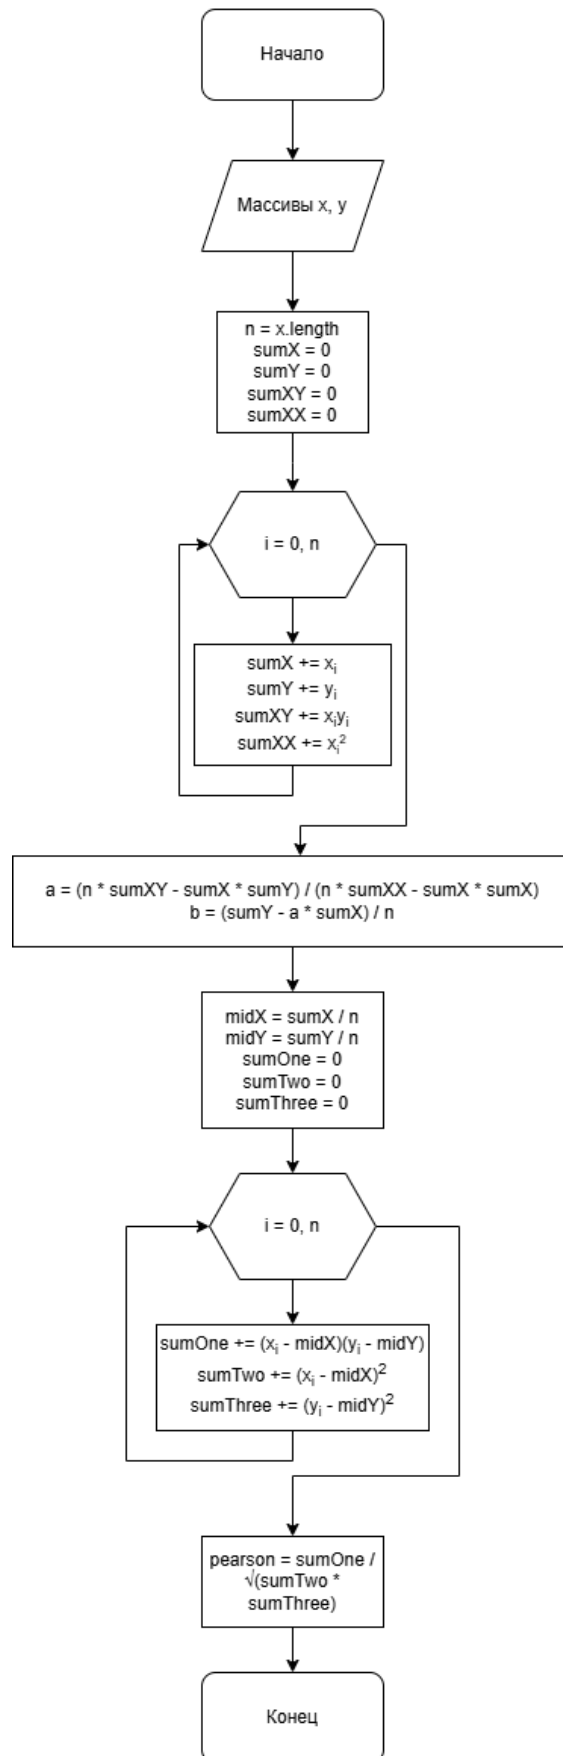 Начало
Массивы x, y
n = x.length
sumX = 0
sumY = 0
sumXY = 0
sumXX = 0
i = 0, n
sumX += xᵢ
sumY += yᵢ
sumXY += xᵢyᵢ
sumXX += xᵢ²
a = (n * sumXY - sumX * sumY) / (n * sumXX - sumX * sumX)
b = (sumY - a * sumX) / n
midX = sumX / n
midY = sumY / n
sumOne = 0
sumTwo = 0
sumThree = 0
i = 0, n
sumOne += (xᵢ - midX)(yᵢ - midY)
sumTwo += (xᵢ - midX)²
sumThree += (yᵢ - midY)²
pearson = sumOne /
√(sumTwo *
sumThree)
Конец